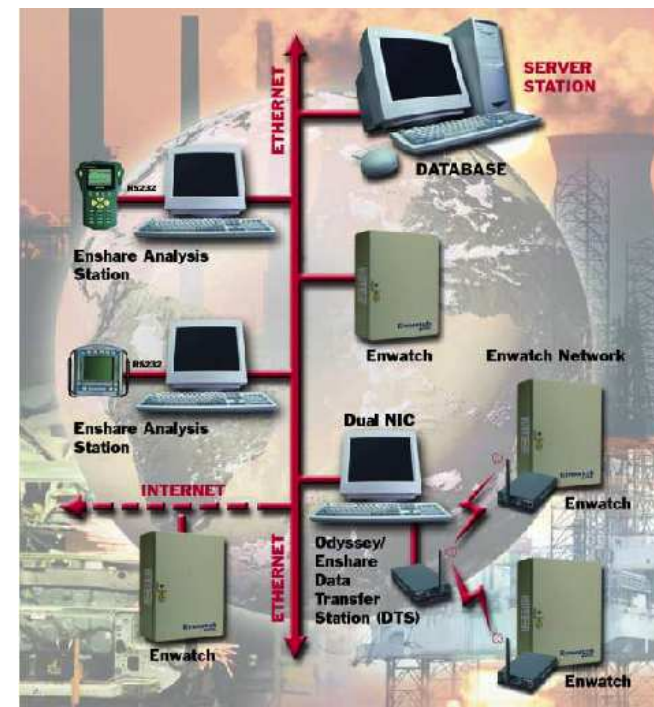 ETHERNET
SERVER
STATION
DATABASE
RS232
Enshare Analysis
Station
Enwatch
Enwatch
Enwatch Network
RS232
Enshare Analysis
Station
Dual NIC
Enwatch
INTERNET
ETHERNET
Odyssey/
Enshare
Data
Transfer
Station (DTS)
Enwatch
Enwatch